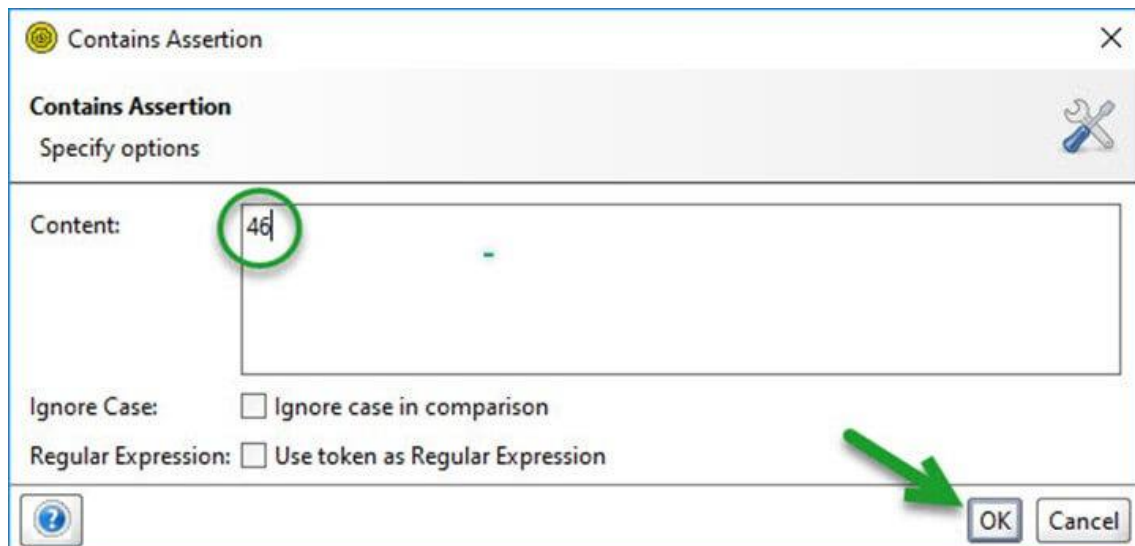 Contains Assertion
Contains Assertion
Specify options
Content:
46
Ignore Case: Ignore case in comparison
Regular Expression: Use token as Regular Expression
? OK Cancel